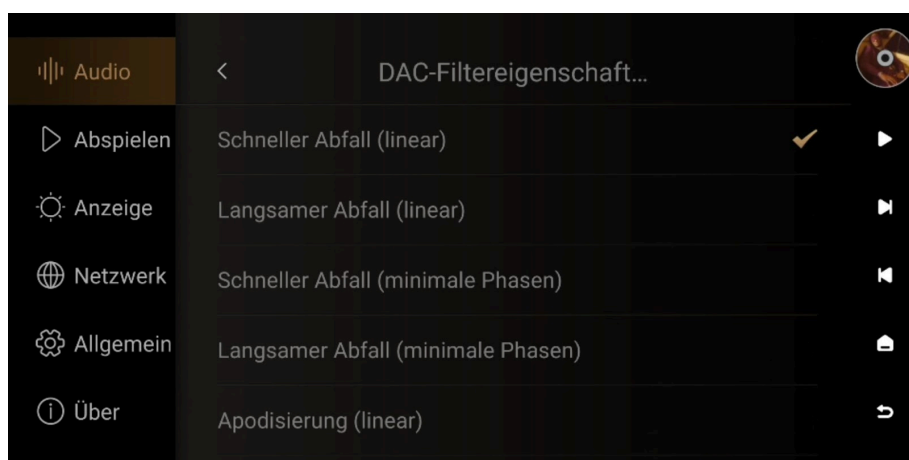 Audio
DAC-Filtereigenschaft...
Abspielen
Schneller Abfall (linear)
Anzeige
Langsamer Abfall (linear)
Netzwerk
Schneller Abfall (minimale Phasen)
Allgemein
Langsamer Abfall (minimale Phasen)
Über
Apodisierung (linear)